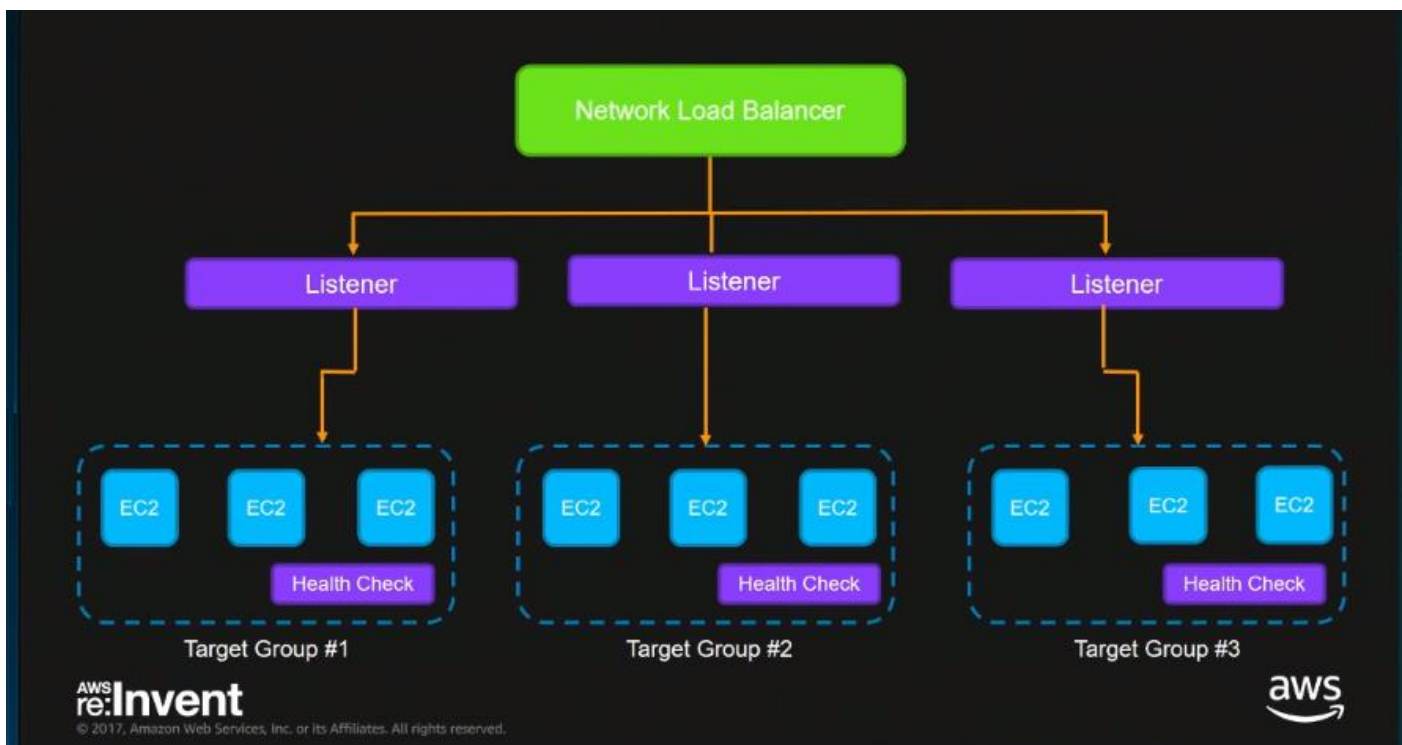 Network Load Balancer
Listener
Listener
Listener
EC2
EC2
EC2
Health Check
Target Group #1
EC2
EC2
EC2
Health Check
Target Group #2
EC2
EC2
EC2
Health Check
Target Group #3
AWS
re:Invent
© 2017, Amazon Web Services, Inc. or its Affiliates. All rights reserved.
aws